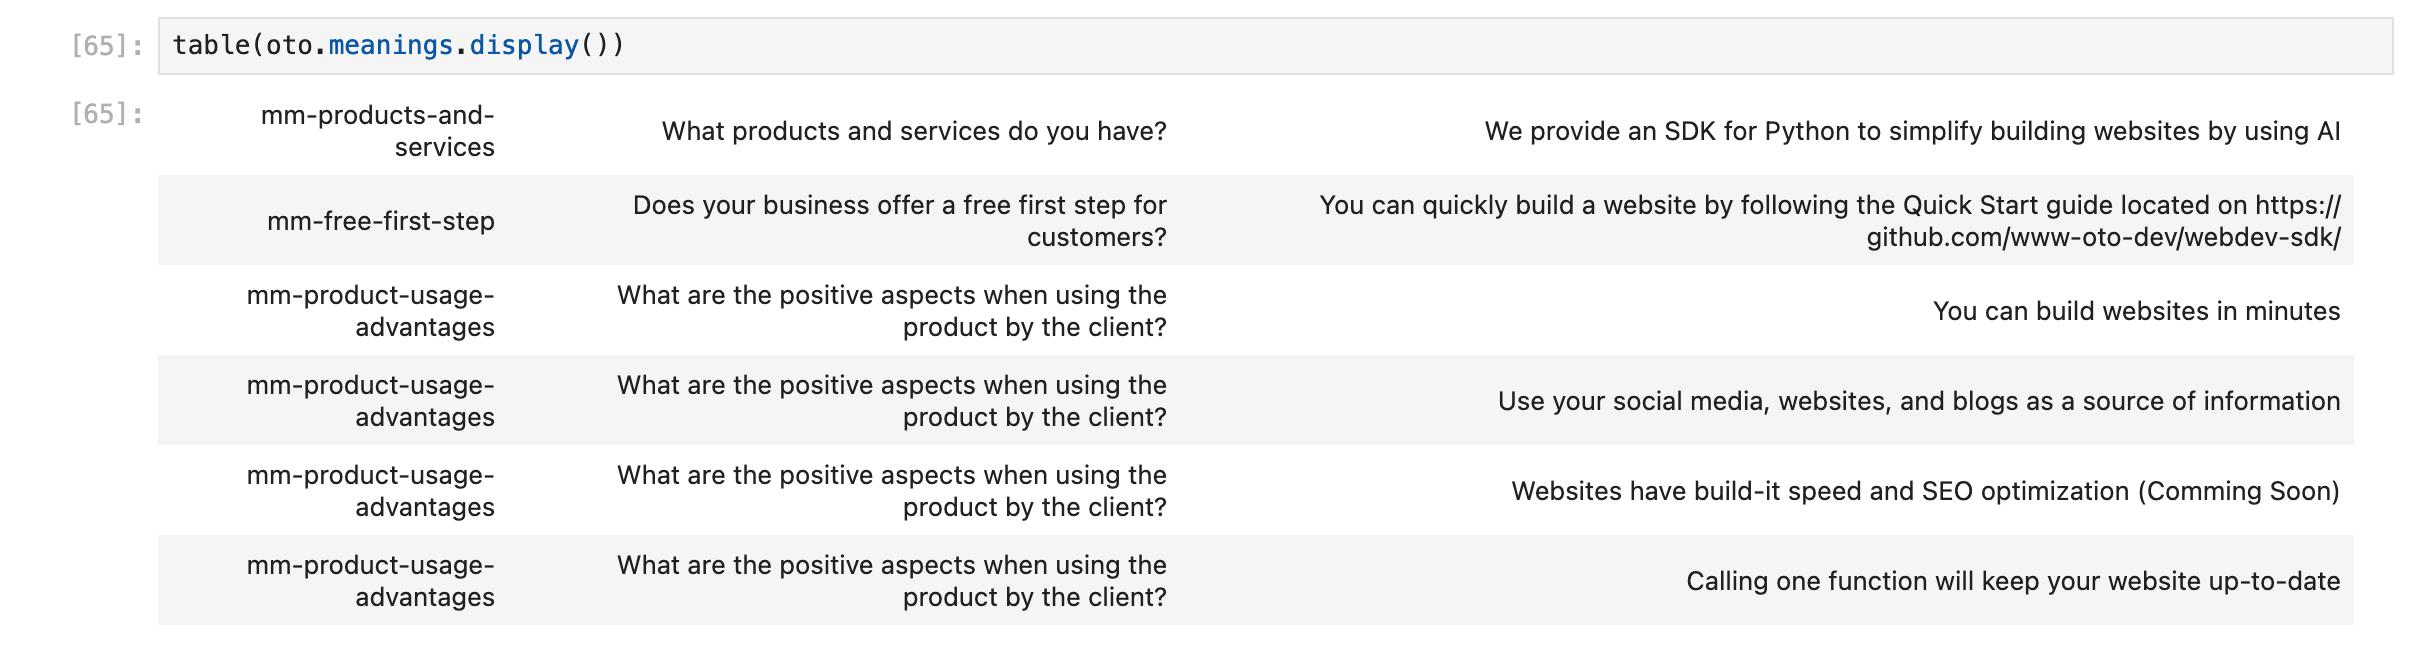 [65]: table(oto.meanings.display())
[65]:
mm-products-and-
services
What products and services do you have?
We provide an SDK for Python to simplify building websites by using AI
mm-free-first-step
Does your business offer a free first step for
customers?
You can quickly build a website by following the Quick Start guide located on https://
github.com/www-oto-dev/webdev-sdk/
mm-product-usage-
advantages
What are the positive aspects when using the
product by the client?
You can build websites in minutes
mm-product-usage-
advantages
What are the positive aspects when using the
product by the client?
Use your social media, websites, and blogs as a source of information
mm-product-usage-
advantages
What are the positive aspects when using the
product by the client?
Websites have build-it speed and SEO optimization (Comming Soon)
mm-product-usage-
advantages
What are the positive aspects when using the
product by the client?
Calling one function will keep your website up-to-date